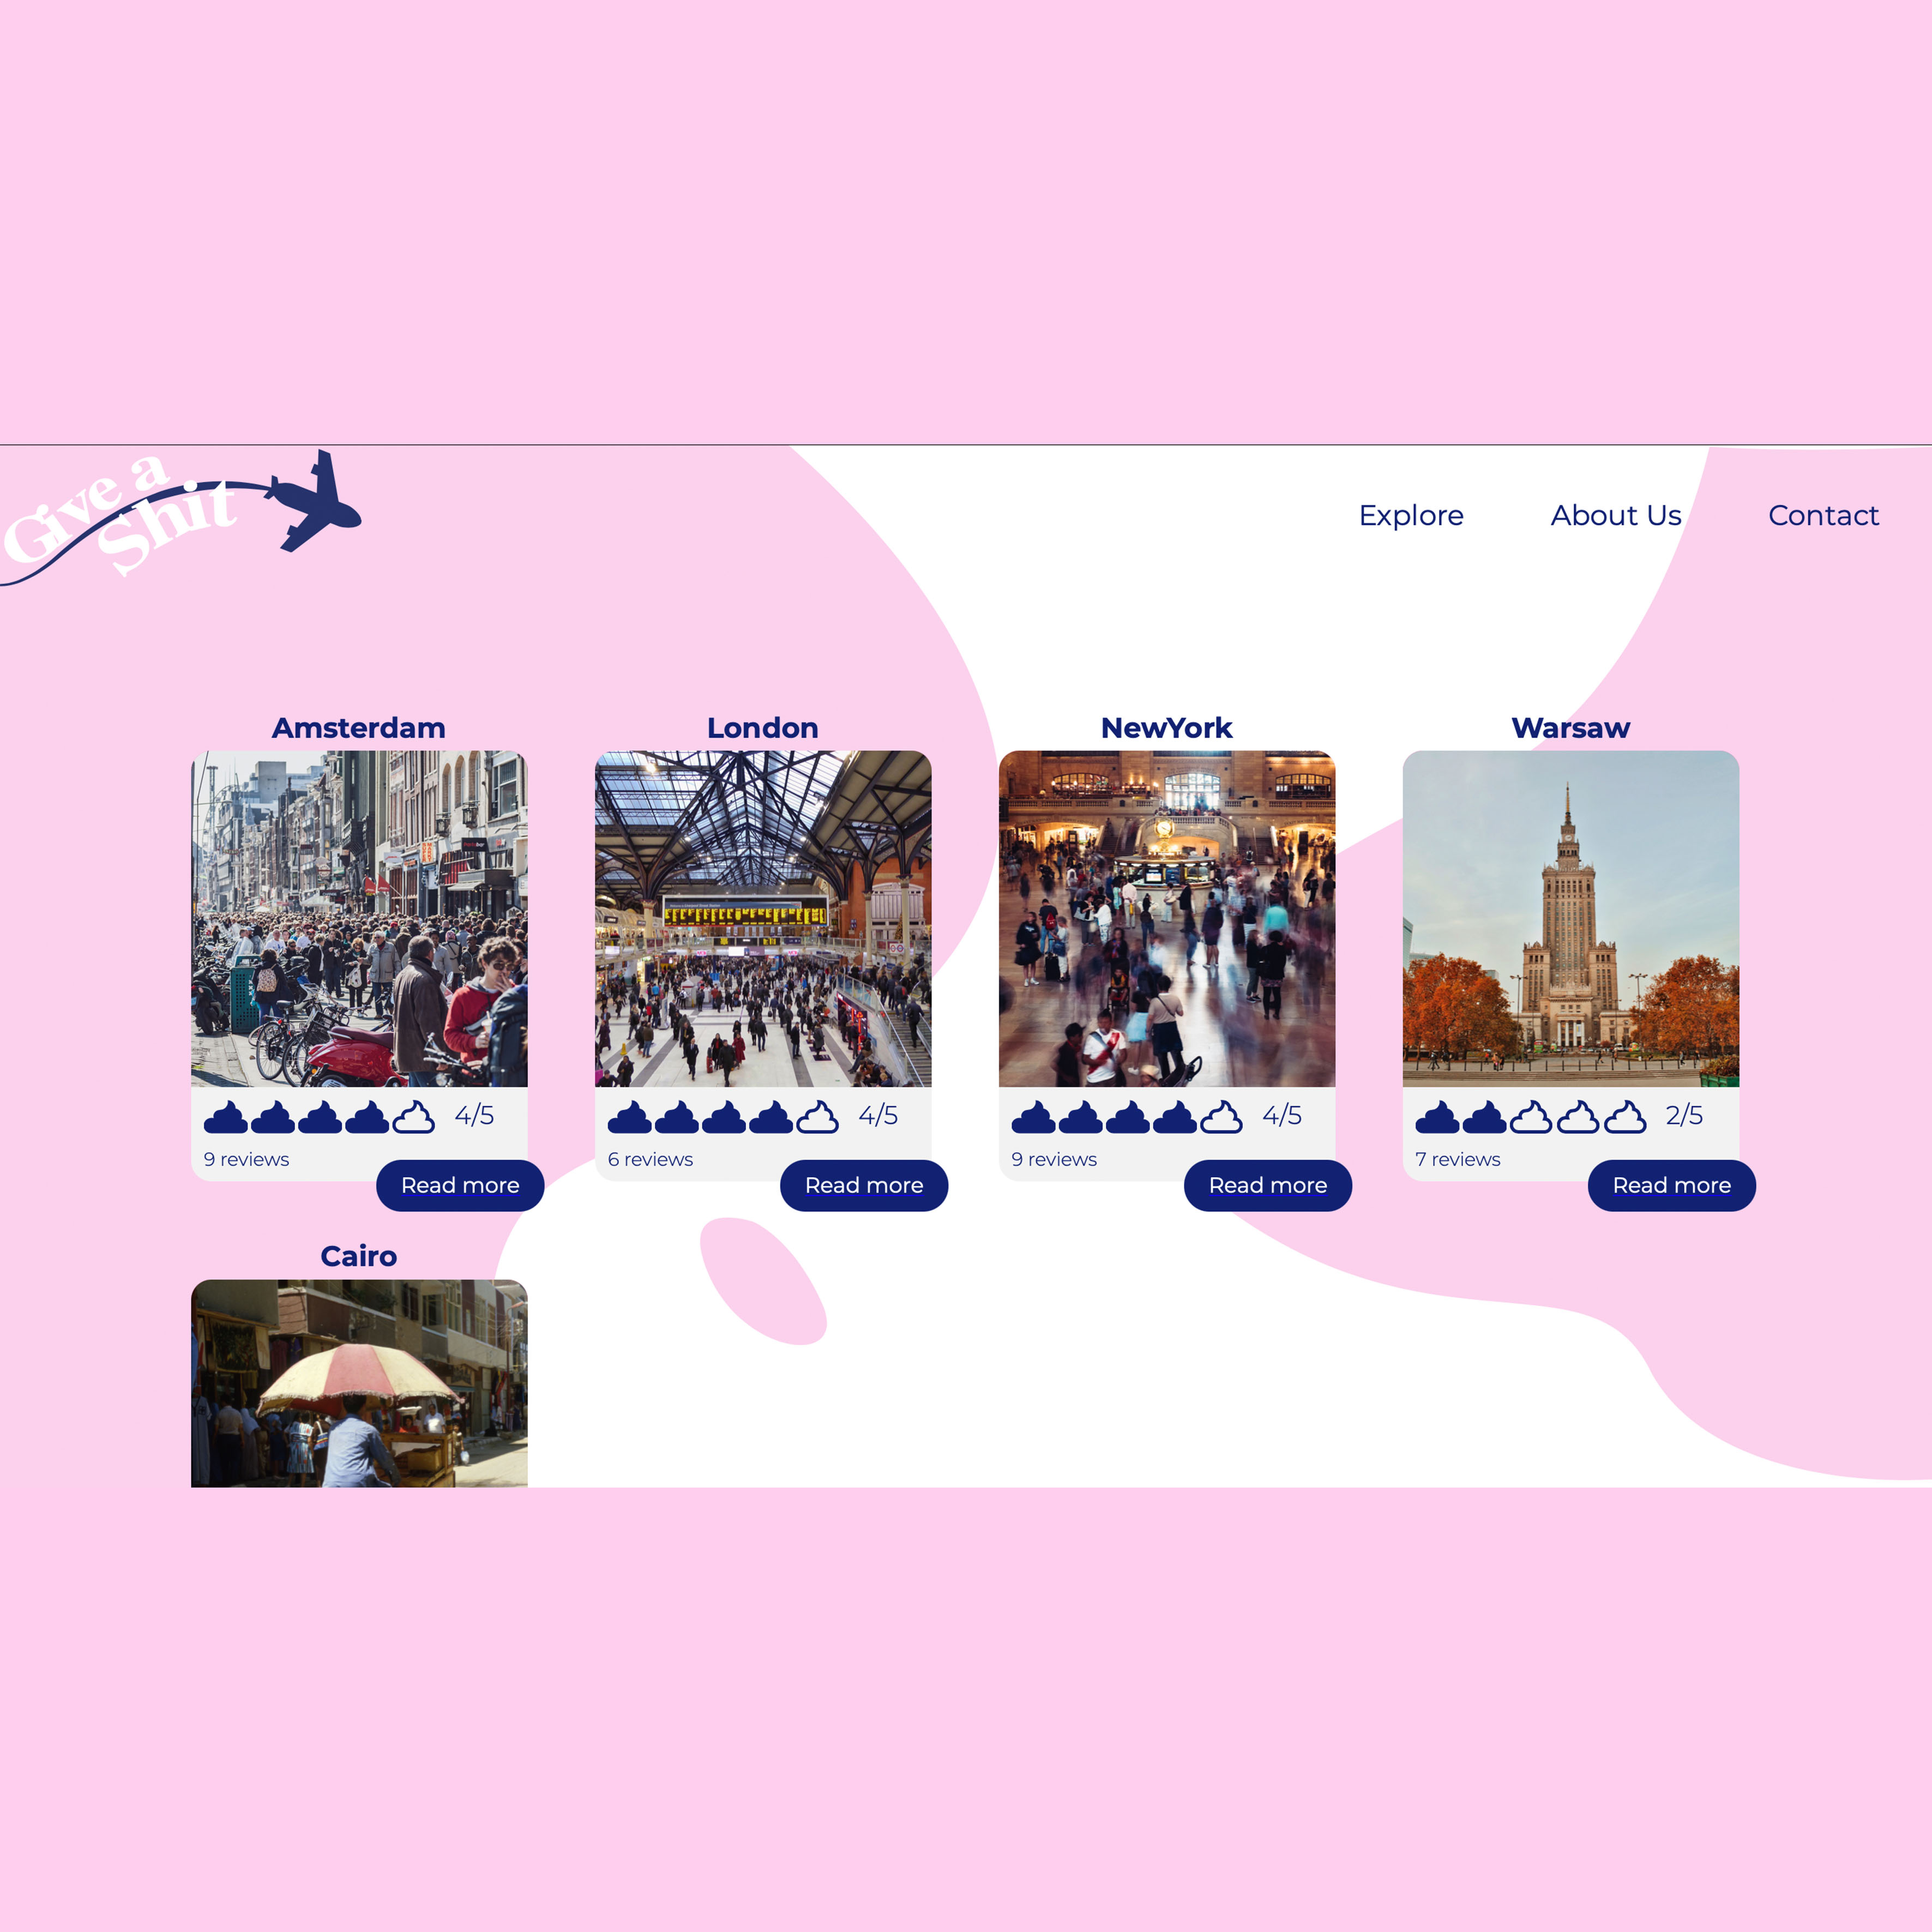 Give a
Shit
Explore
About Us
Contact
Amsterdam
London
NewYork
Warsaw
4/5
4/5
4/5
2/5
9 reviews
6 reviews
9 reviews
7 reviews
Read more
Read more
Read more
Read more
Cairo